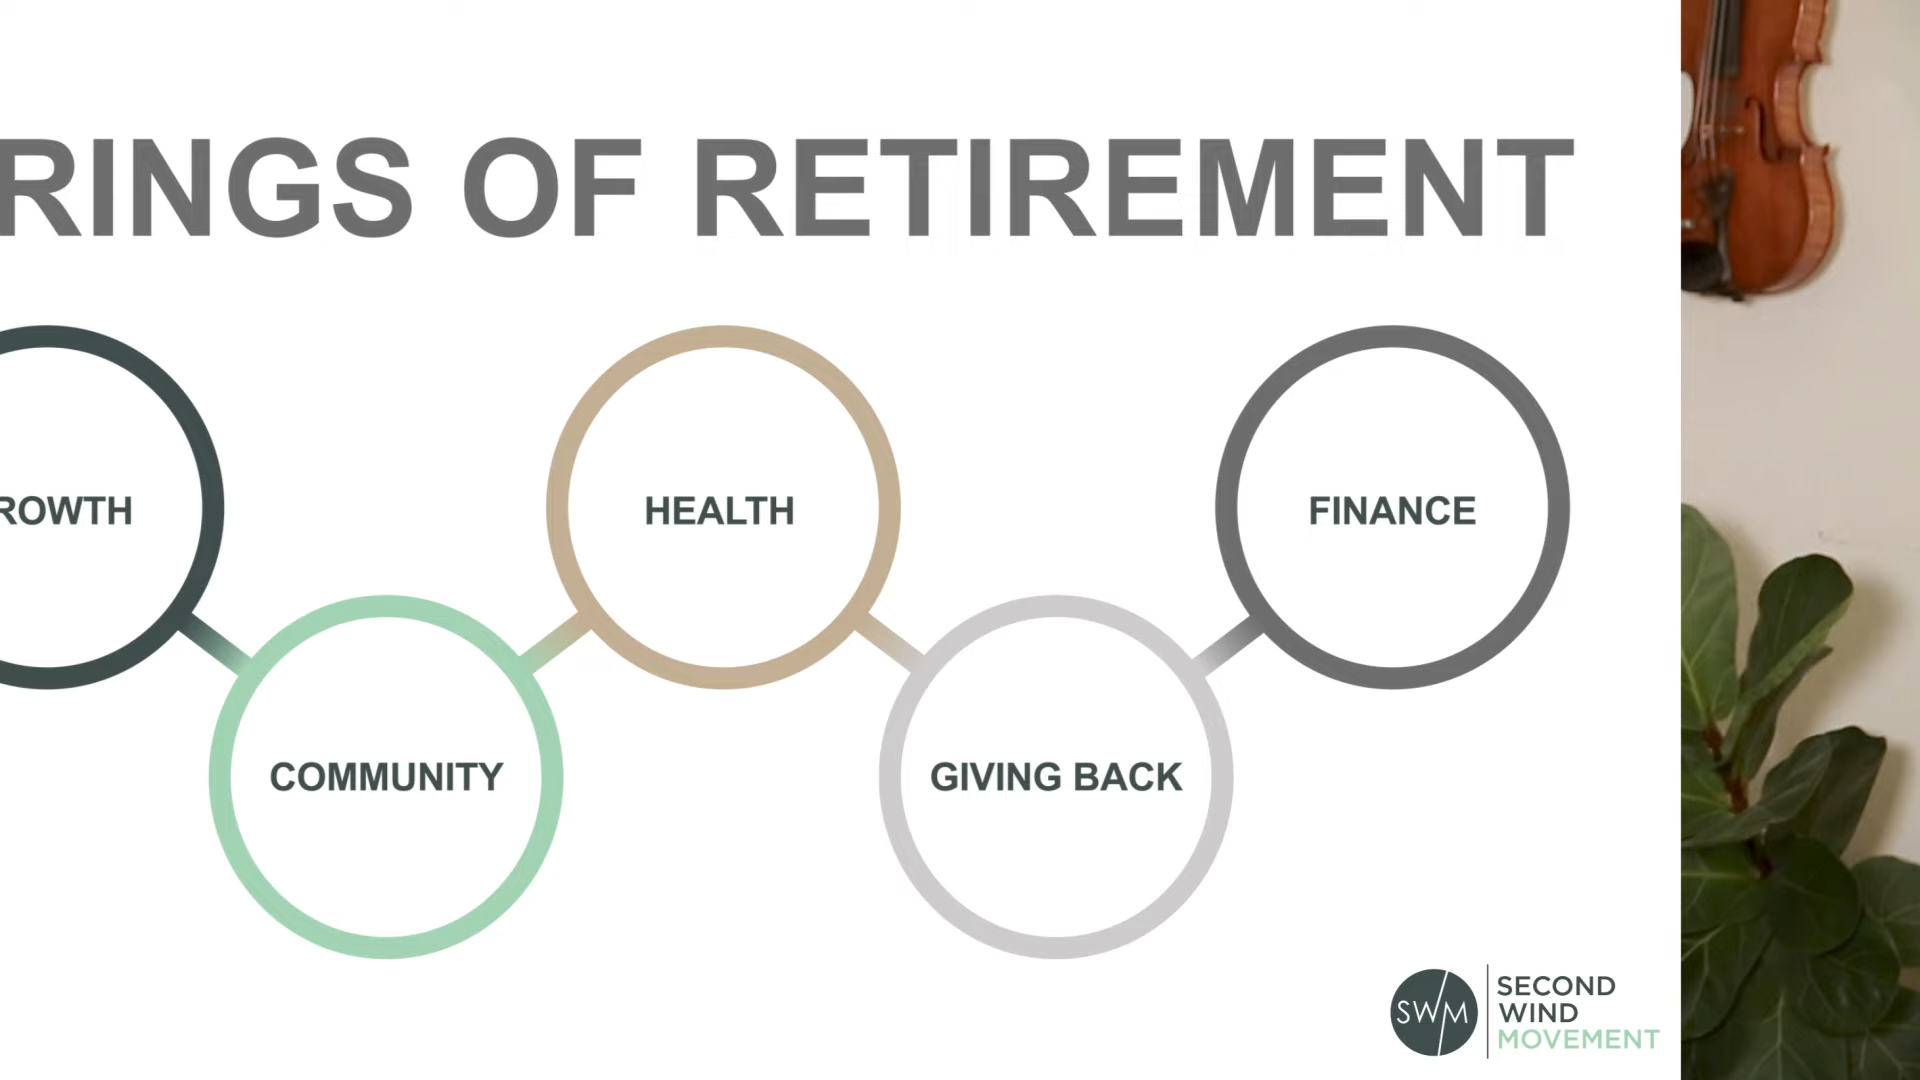 RINGS OF RETIREMENT
ROWTH
HEALTH
FINANCE
COMMUNITY
GIVING BACK
SWM
SECOND
WIND
MOVEMENT